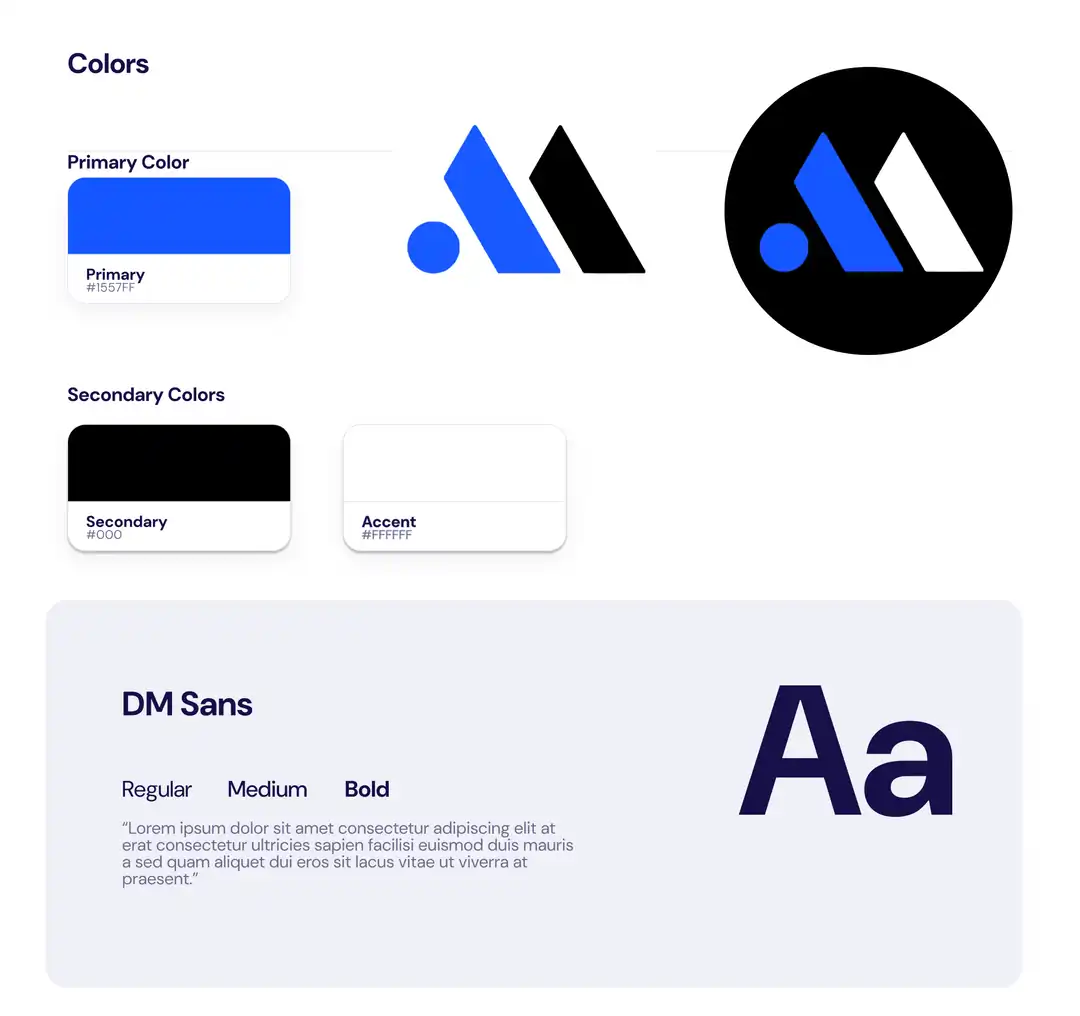 Colors
Primary Color
Primary
#1557FF
Secondary Colors
Secondary
#000
Accent
#FFFFFF
DM Sans
Aa
Regular Medium Bold
“Lorem ipsum dolor sit amet consectetur adipiscing elit at
erat consectetur ultricies sapien facilisi euismod duis mauris
a sed quam aliquet dui eros sit lacus vitae ut viverra at
praesent.”